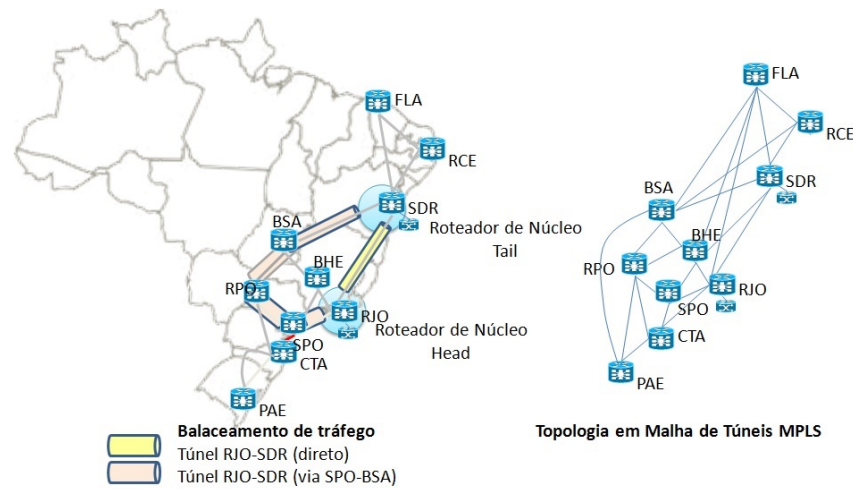 FLA
RCE
SDR
BSA
Roteador de Núcleo
Tail
BHE
RPO
RJO
SPO
Roteador de Núcleo
Head
CTA
PAE
Balaceamento de tráfego
Túnel RJO-SDR (direto)
Túnel RJO-SDR (via SPO-BSA)
FLA
RCE
SDR
BSA
BHE
RPO
RJO
SPO
CTA
PAE
Topologia em Malha de Túneis MPLS